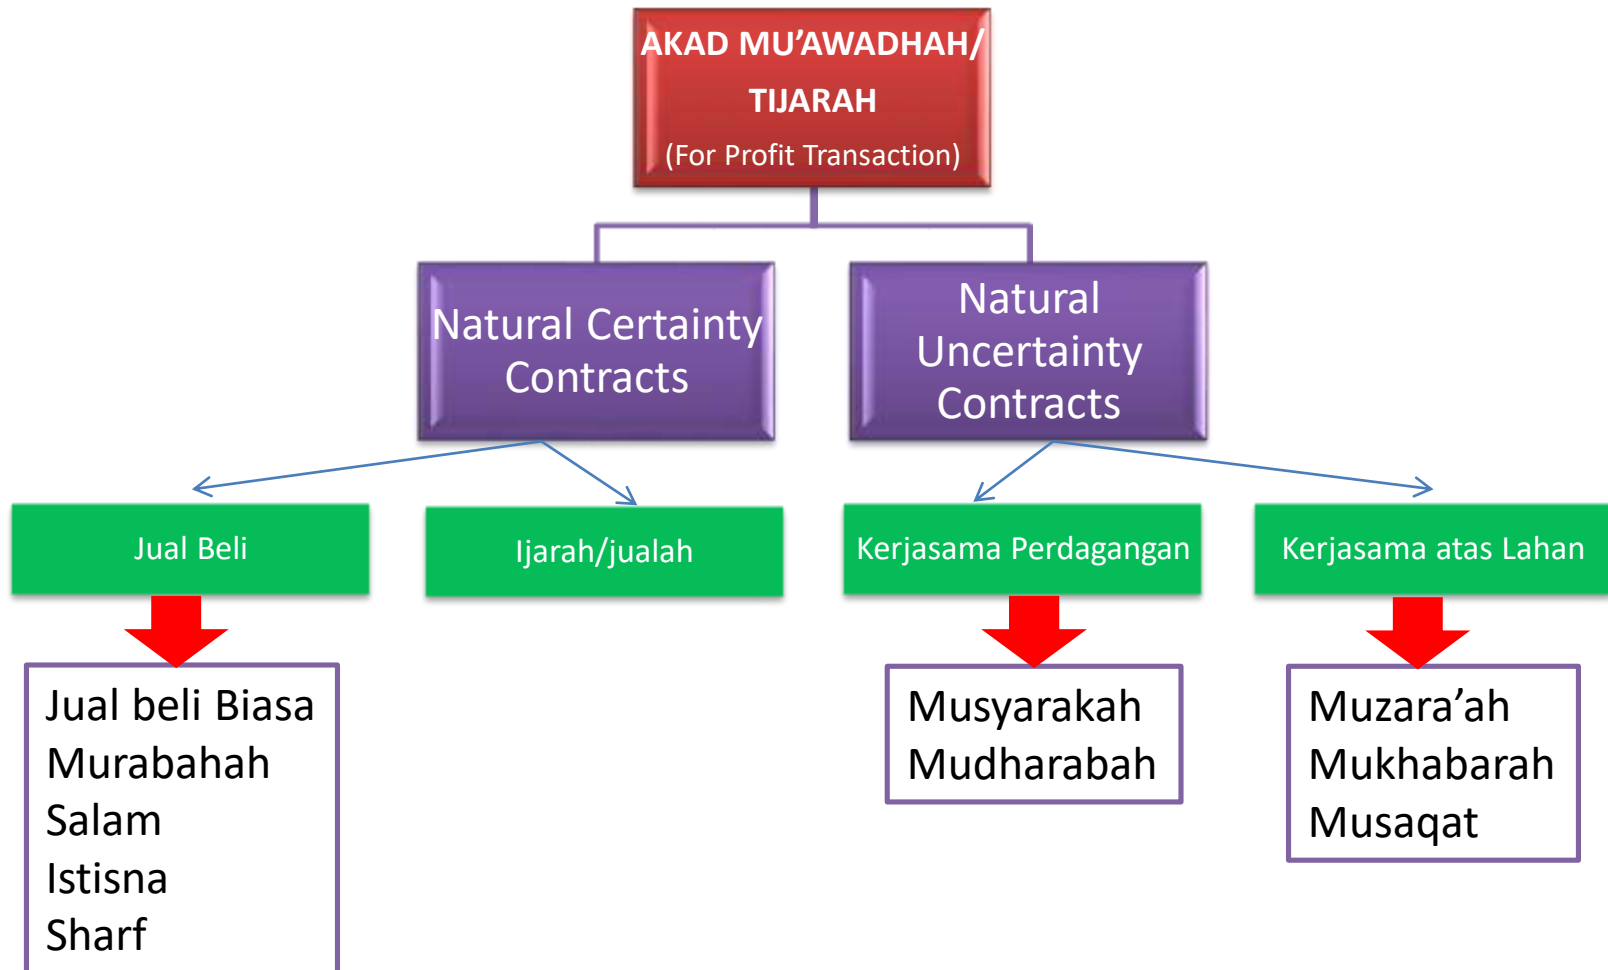 AKAD MU’AWADHAH/
TIJARAH
(For Profit Transaction)
Natural Certainty
Contracts
Natural
Uncertainty
Contracts
Jual Beli
Ijarah/jualah
Kerjasama Perdagangan
Kerjasama atas Lahan
Jual beli Biasa
Murabahah
Salam
Istisna
Sharf
Musyarakah
Mudharabah
Muzara’ah
Mukhabarah
Musaqat